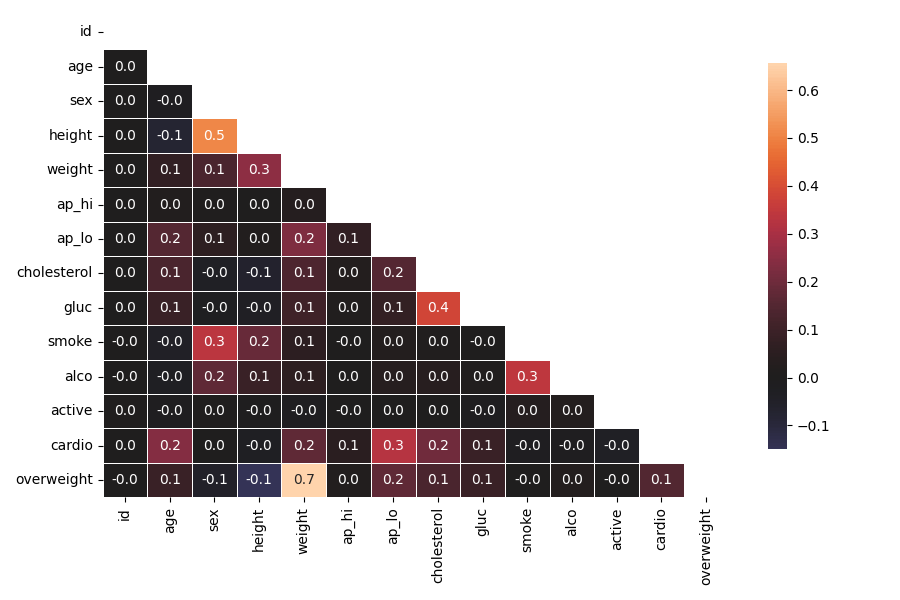 id
age 0.0
sex 0.0 -0.0
height 0.0 -0.1 0.5
weight 0.0 0.1 0.1 0.3
ap_hi 0.0 0.0 0.0 0.0 0.0
ap_lo 0.0 0.2 0.1 0.0 0.2 0.1
cholesterol 0.0 0.1 -0.0 -0.1 0.1 0.0 0.2
gluc 0.0 0.1 -0.0 -0.0 0.1 0.0 0.1 0.4
smoke -0.0 -0.0 0.3 0.2 0.1 -0.0 0.0 0.0 -0.0
alco -0.0 -0.0 0.2 0.1 0.1 0.0 0.0 0.0 0.0 0.3
active 0.0 -0.0 0.0 -0.0 -0.0 -0.0 0.0 0.0 -0.0 0.0 0.0
cardio 0.0 0.2 0.0 -0.0 0.2 0.1 0.3 0.2 0.1 -0.0 -0.0 -0.0
overweight -0.0 0.1 -0.1 -0.1 0.7 0.0 0.2 0.1 0.1 -0.0 0.0 -0.0 0.1
id age sex height weight ap_hi ap_lo cholesterol gluc smoke alco active cardio overweight
0.6
0.5
0.4
0.3
0.2
0.1
0.0
−0.1